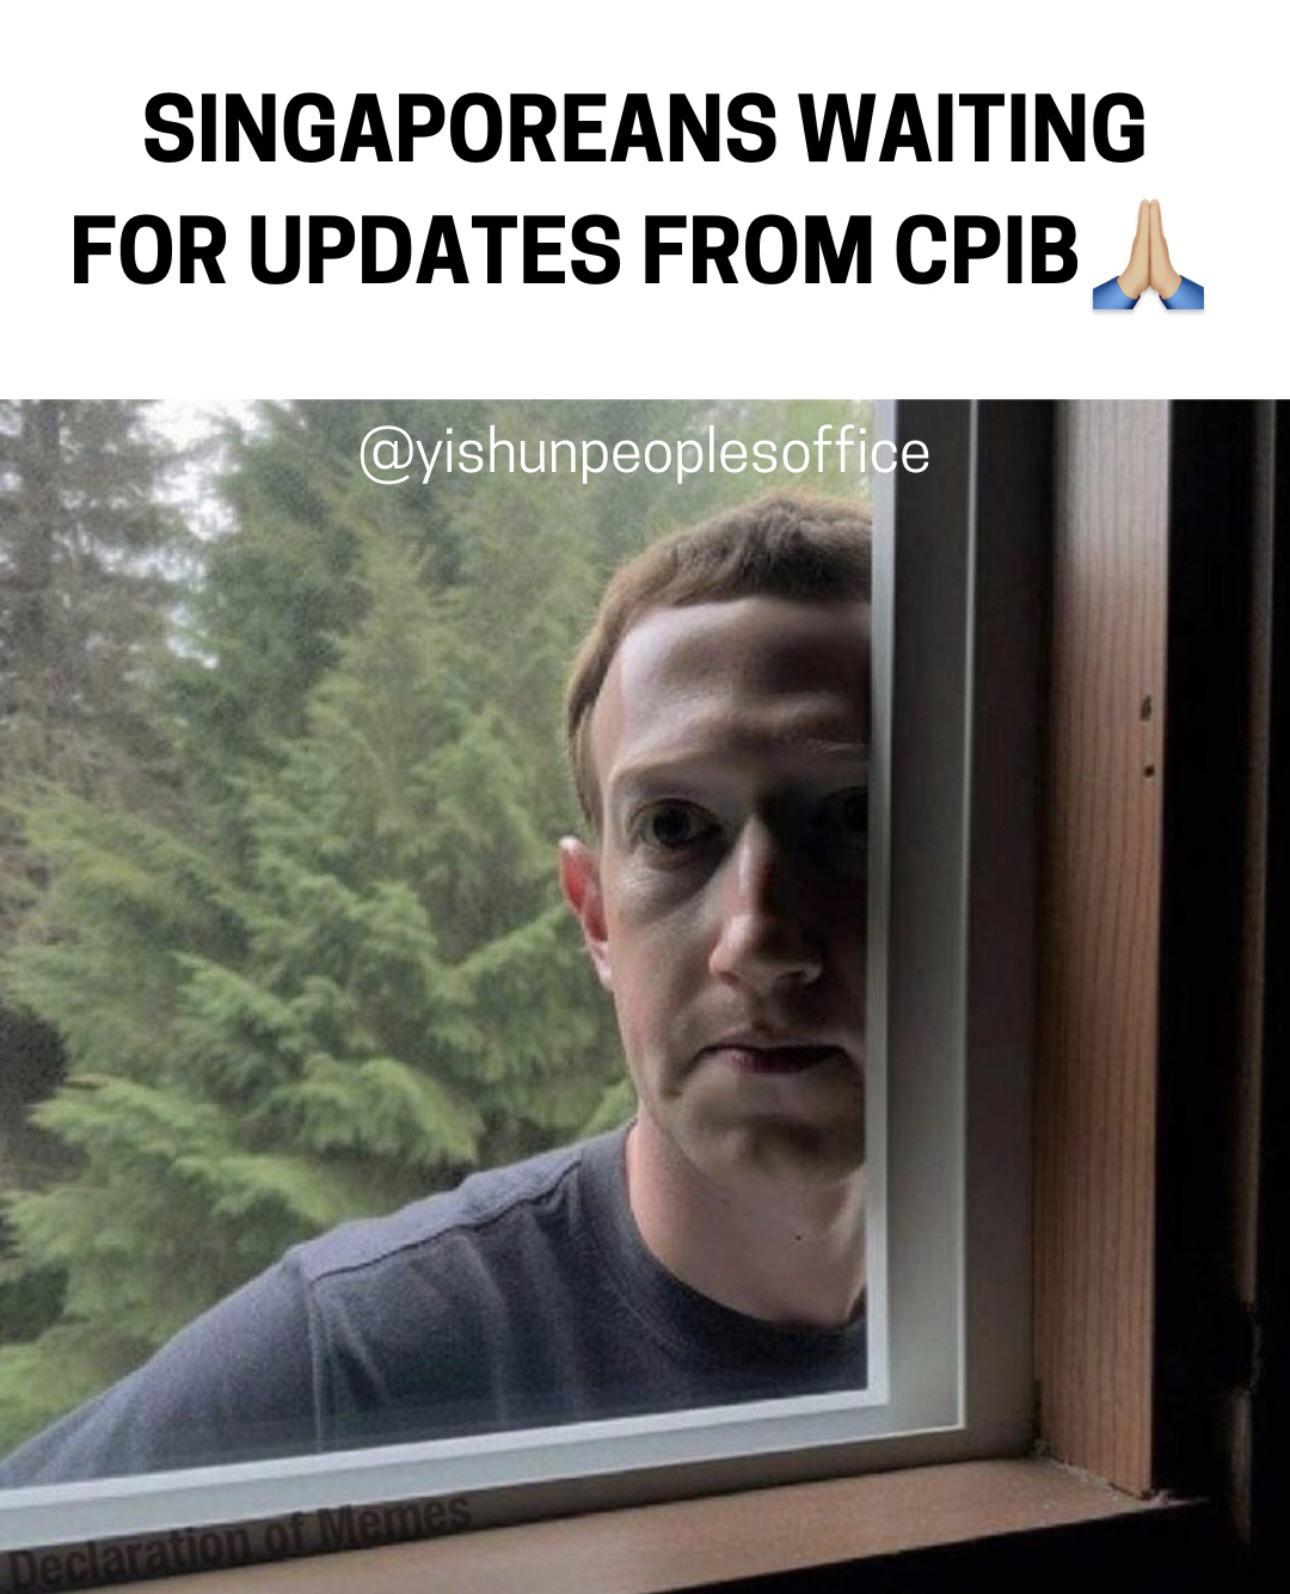 SINGAPOREANS WAITING
FOR UPDATES FROM CPIB🙏🏼
@yishunpeoplesoffice
Declaration of Memes